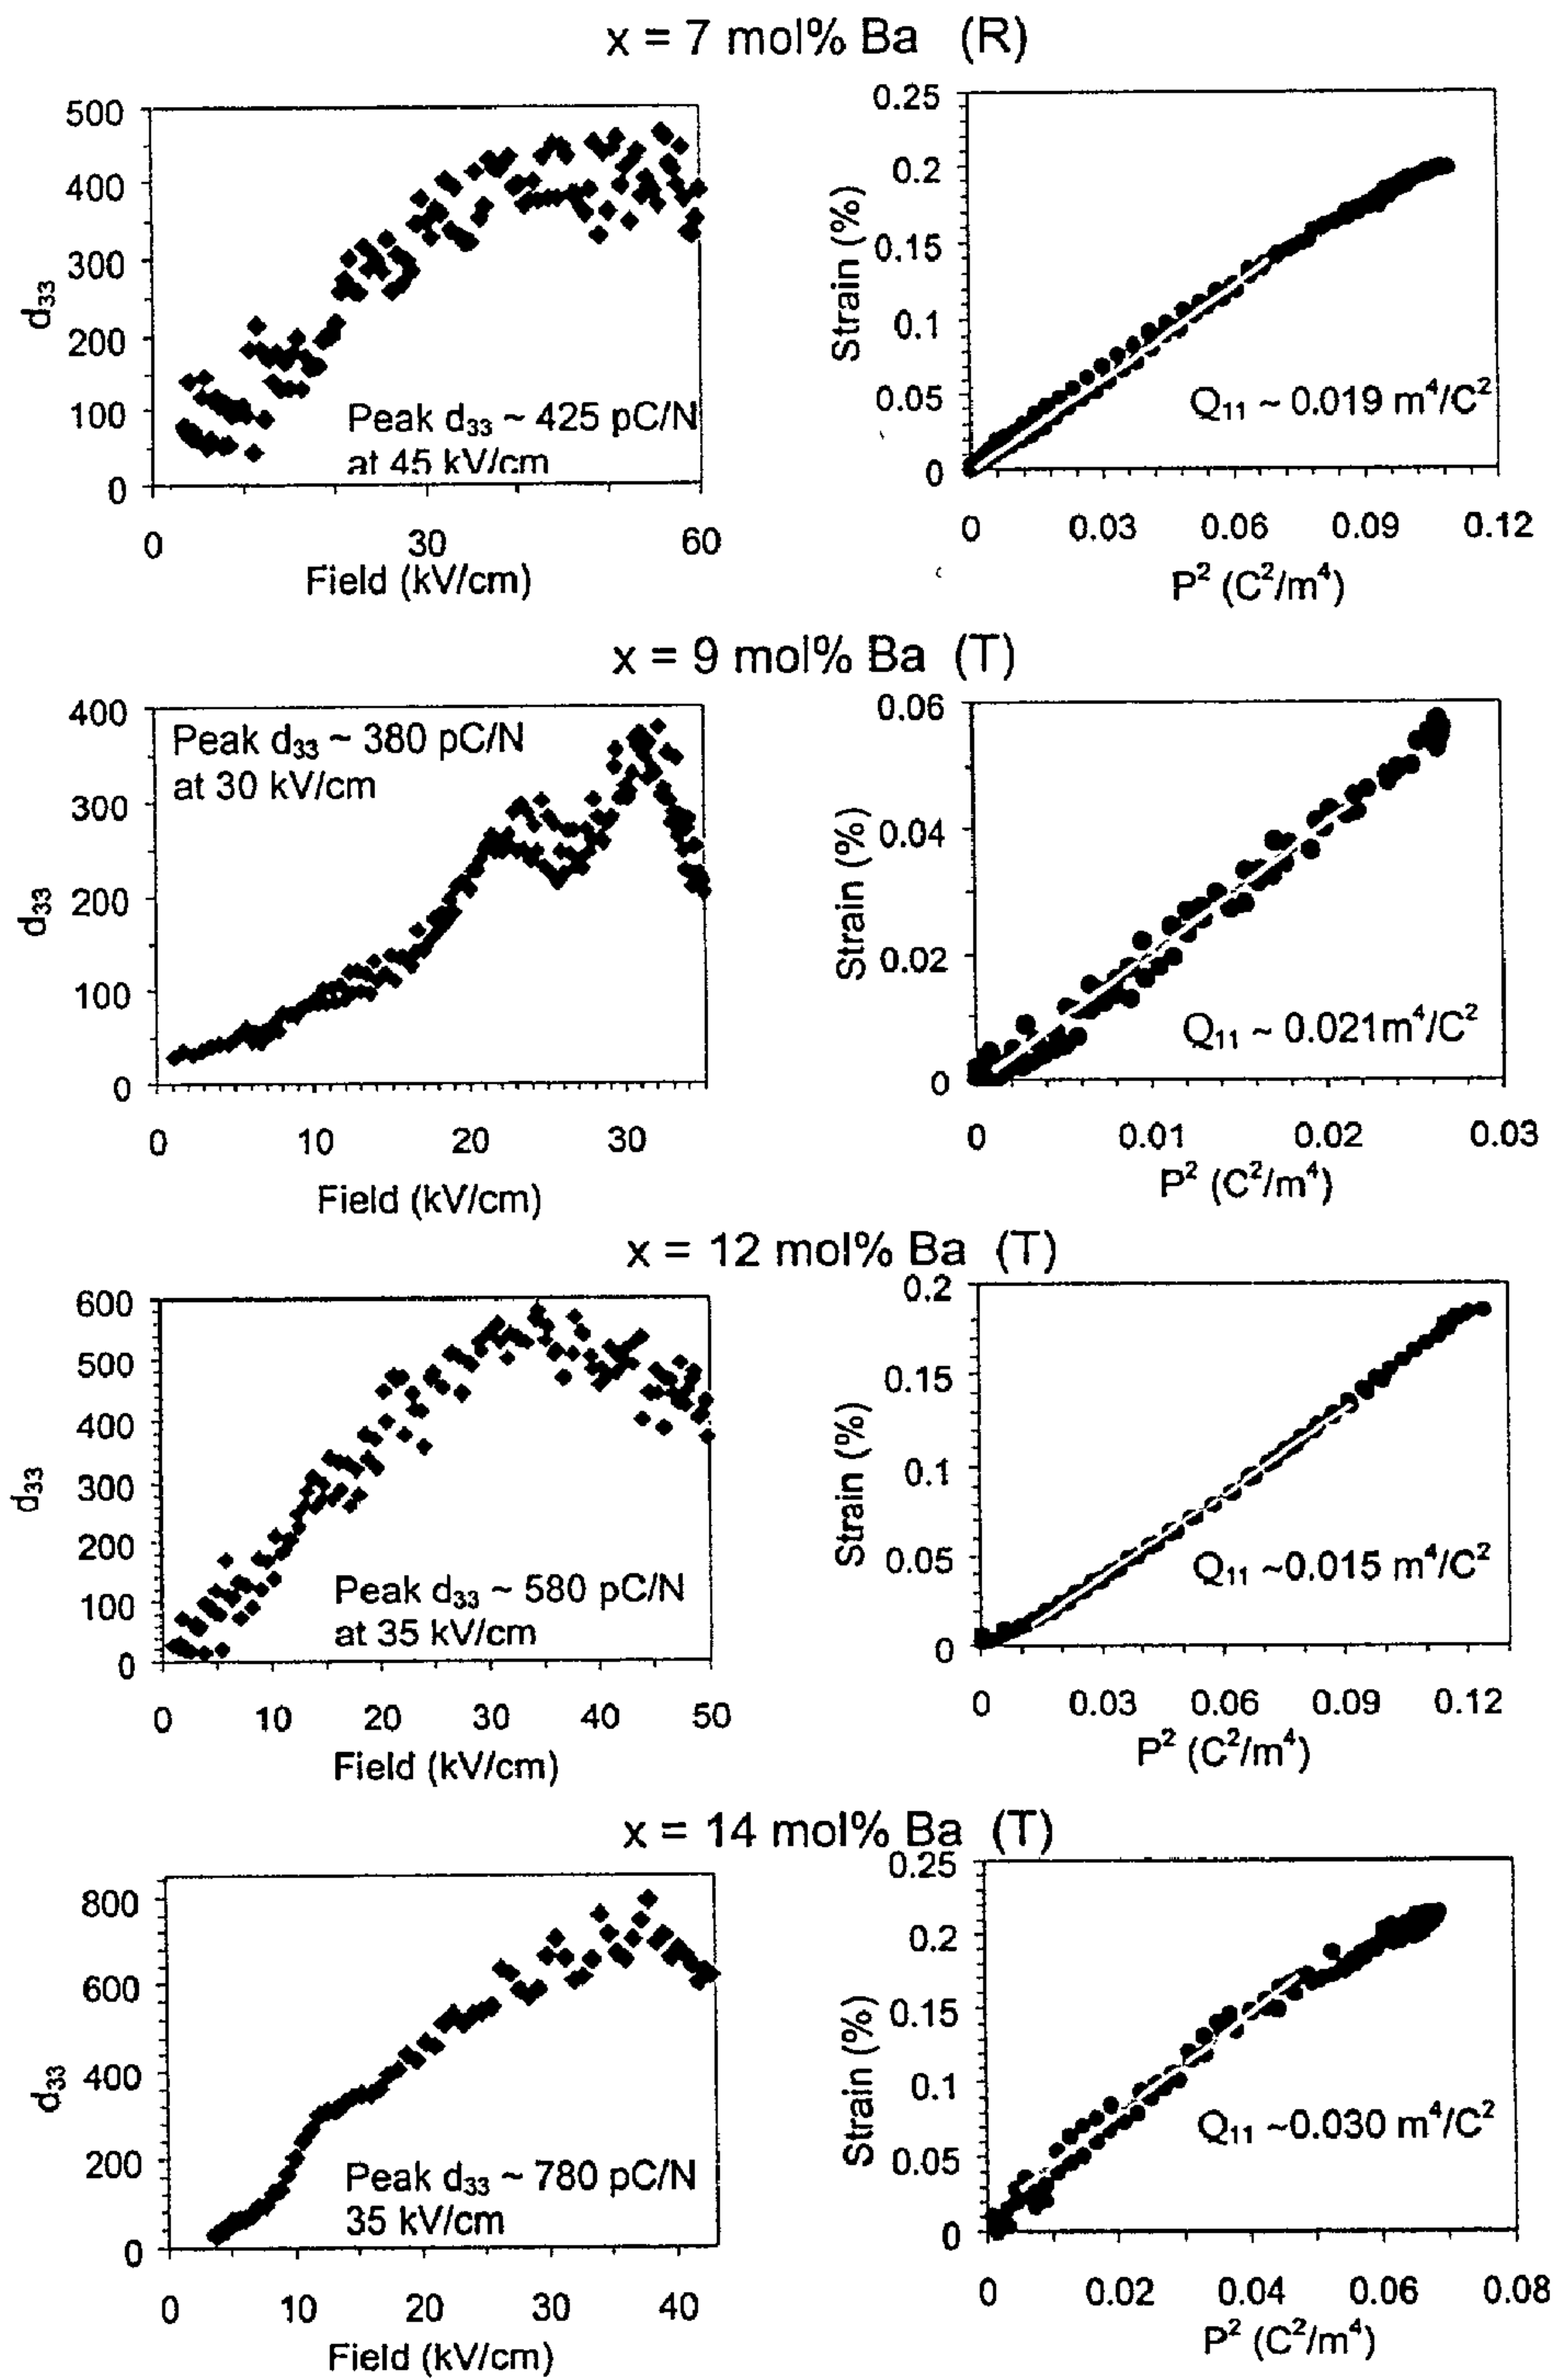 x = 7 mol% Ba (R)
500
400
300
200
100
0
d₃₃
Peak d₃₃ ~ 425 pC/N
at 45 kV/cm
0 30 60
Field (kV/cm)
0.25
0.2
0.15
0.1
0.05
0
Strain (%)
Q₁₁ ~ 0.019 m⁴/C²
0 0.03 0.06 0.09 0.12
P² (C²/m⁴)
x = 9 mol% Ba (T)
400
300
200
100
0
d₃₃
Peak d₃₃ ~ 380 pC/N
at 30 kV/cm
0 10 20 30
Field (kV/cm)
0.06
0.04
0.02
0
Strain (%)
Q₁₁ ~ 0.021m⁴/C²
0 0.01 0.02 0.03
P² (C²/m⁴)
x = 12 mol% Ba (T)
600
500
400
300
200
100
0
d₃₃
Peak d₃₃ ~ 580 pC/N
at 35 kV/cm
0 10 20 30 40 50
Field (kV/cm)
0.2
0.15
0.1
0.05
0
Strain (%)
Q₁₁ ~0.015 m⁴/C²
0 0.03 0.06 0.09 0.12
P² (C²/m⁴)
x = 14 mol% Ba (T)
800
600
400
200
0
d₃₃
Peak d₃₃ ~ 780 pC/N
35 kV/cm
0 10 20 30 40
Field (kV/cm)
0.25
0.2
0.15
0.1
0.05
0
Strain (%)
Q₁₁ ~0.030 m⁴/C²
0 0.02 0.04 0.06 0.08
P² (C²/m⁴)